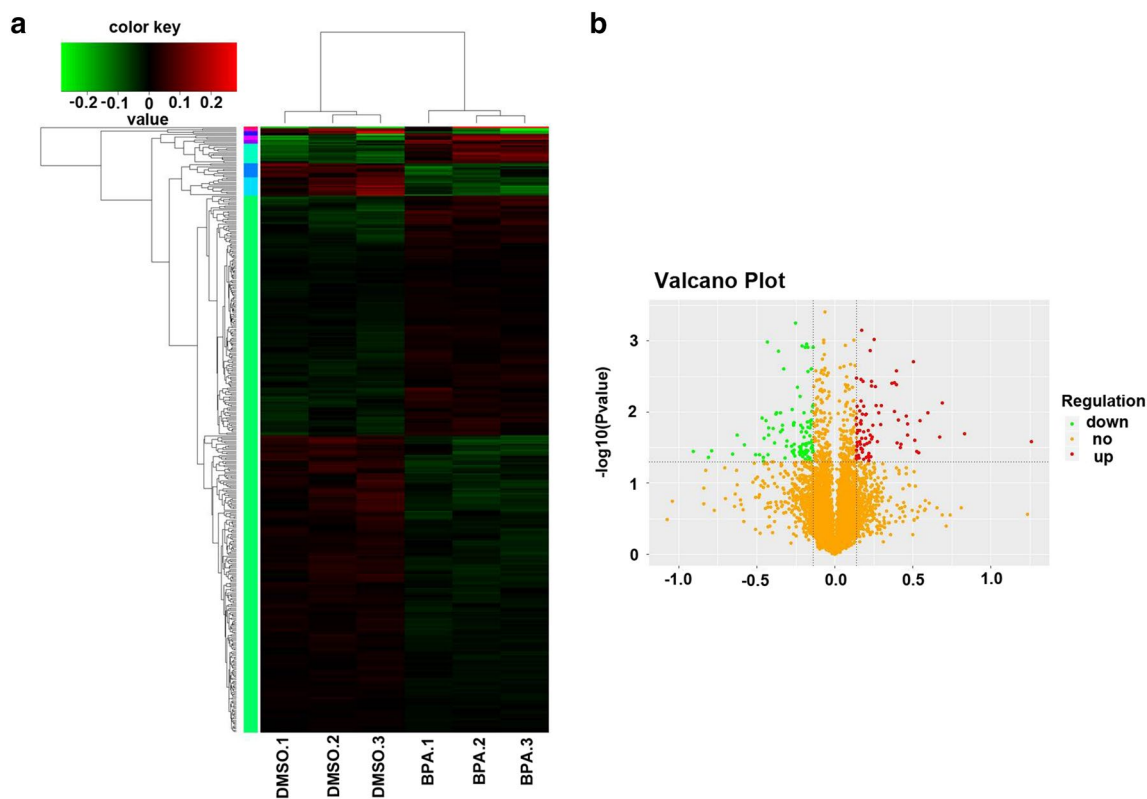 a
color key
-0.2 -0.1 0 0.1 0.2
value
DMSO.1
DMSO.2
DMSO.3
BPA.1
BPA.2
BPA.3
b
Valcano Plot
-log10(Pvalue)
3
2
1
0
-1.0 -0.5 0.0 0.5 1.0
Regulation
down
no
up